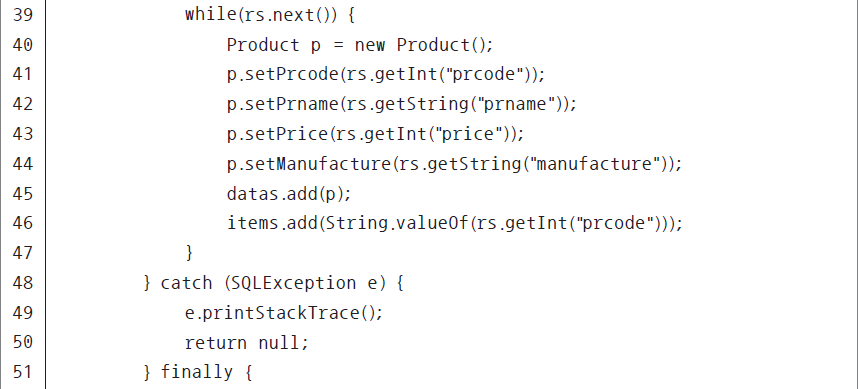 39 while(rs.next()) {
40 Product p = new Product();
41 p.setPrcode(rs.getInt("prcode"));
42 p.setPrname(rs.getString("prname"));
43 p.setPrice(rs.getInt("price"));
44 p.setManufacture(rs.getString("manufacture"));
45 datas.add(p);
46 items.add(String.valueOf(rs.getInt("prcode")));
47 }
48 } catch (SQLException e) {
49 e.printStackTrace();
50 return null;
51 } finally {